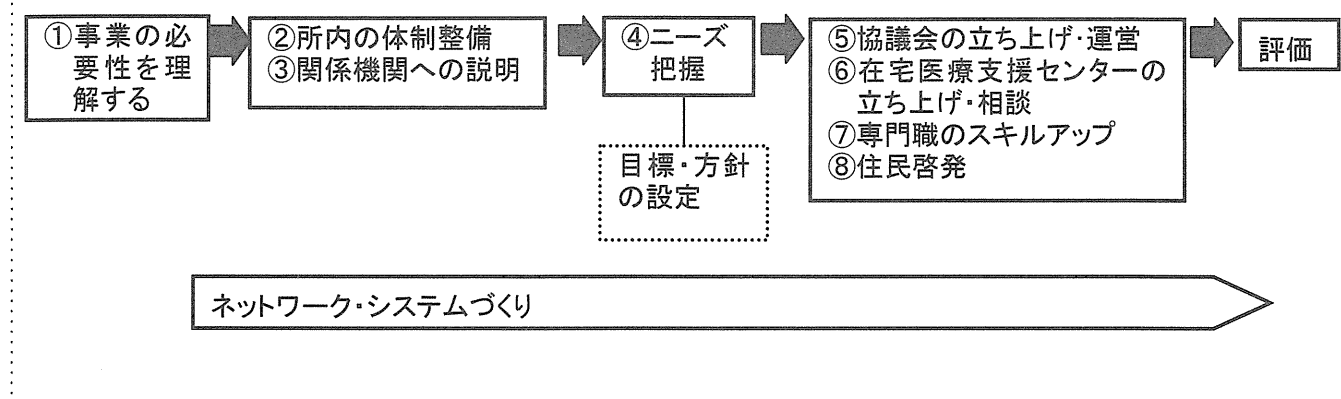 ①事業の必
要性を理
解する
②所内の体制整備
③関係機関への説明
④ニーズ
把握
目標・方針
の設定
⑤協議会の立ち上げ・運営
⑥在宅医療支援センターの
立ち上げ・相談
⑦専門職のスキルアップ
⑧住民啓発
評価
ネットワーク・システムづくり